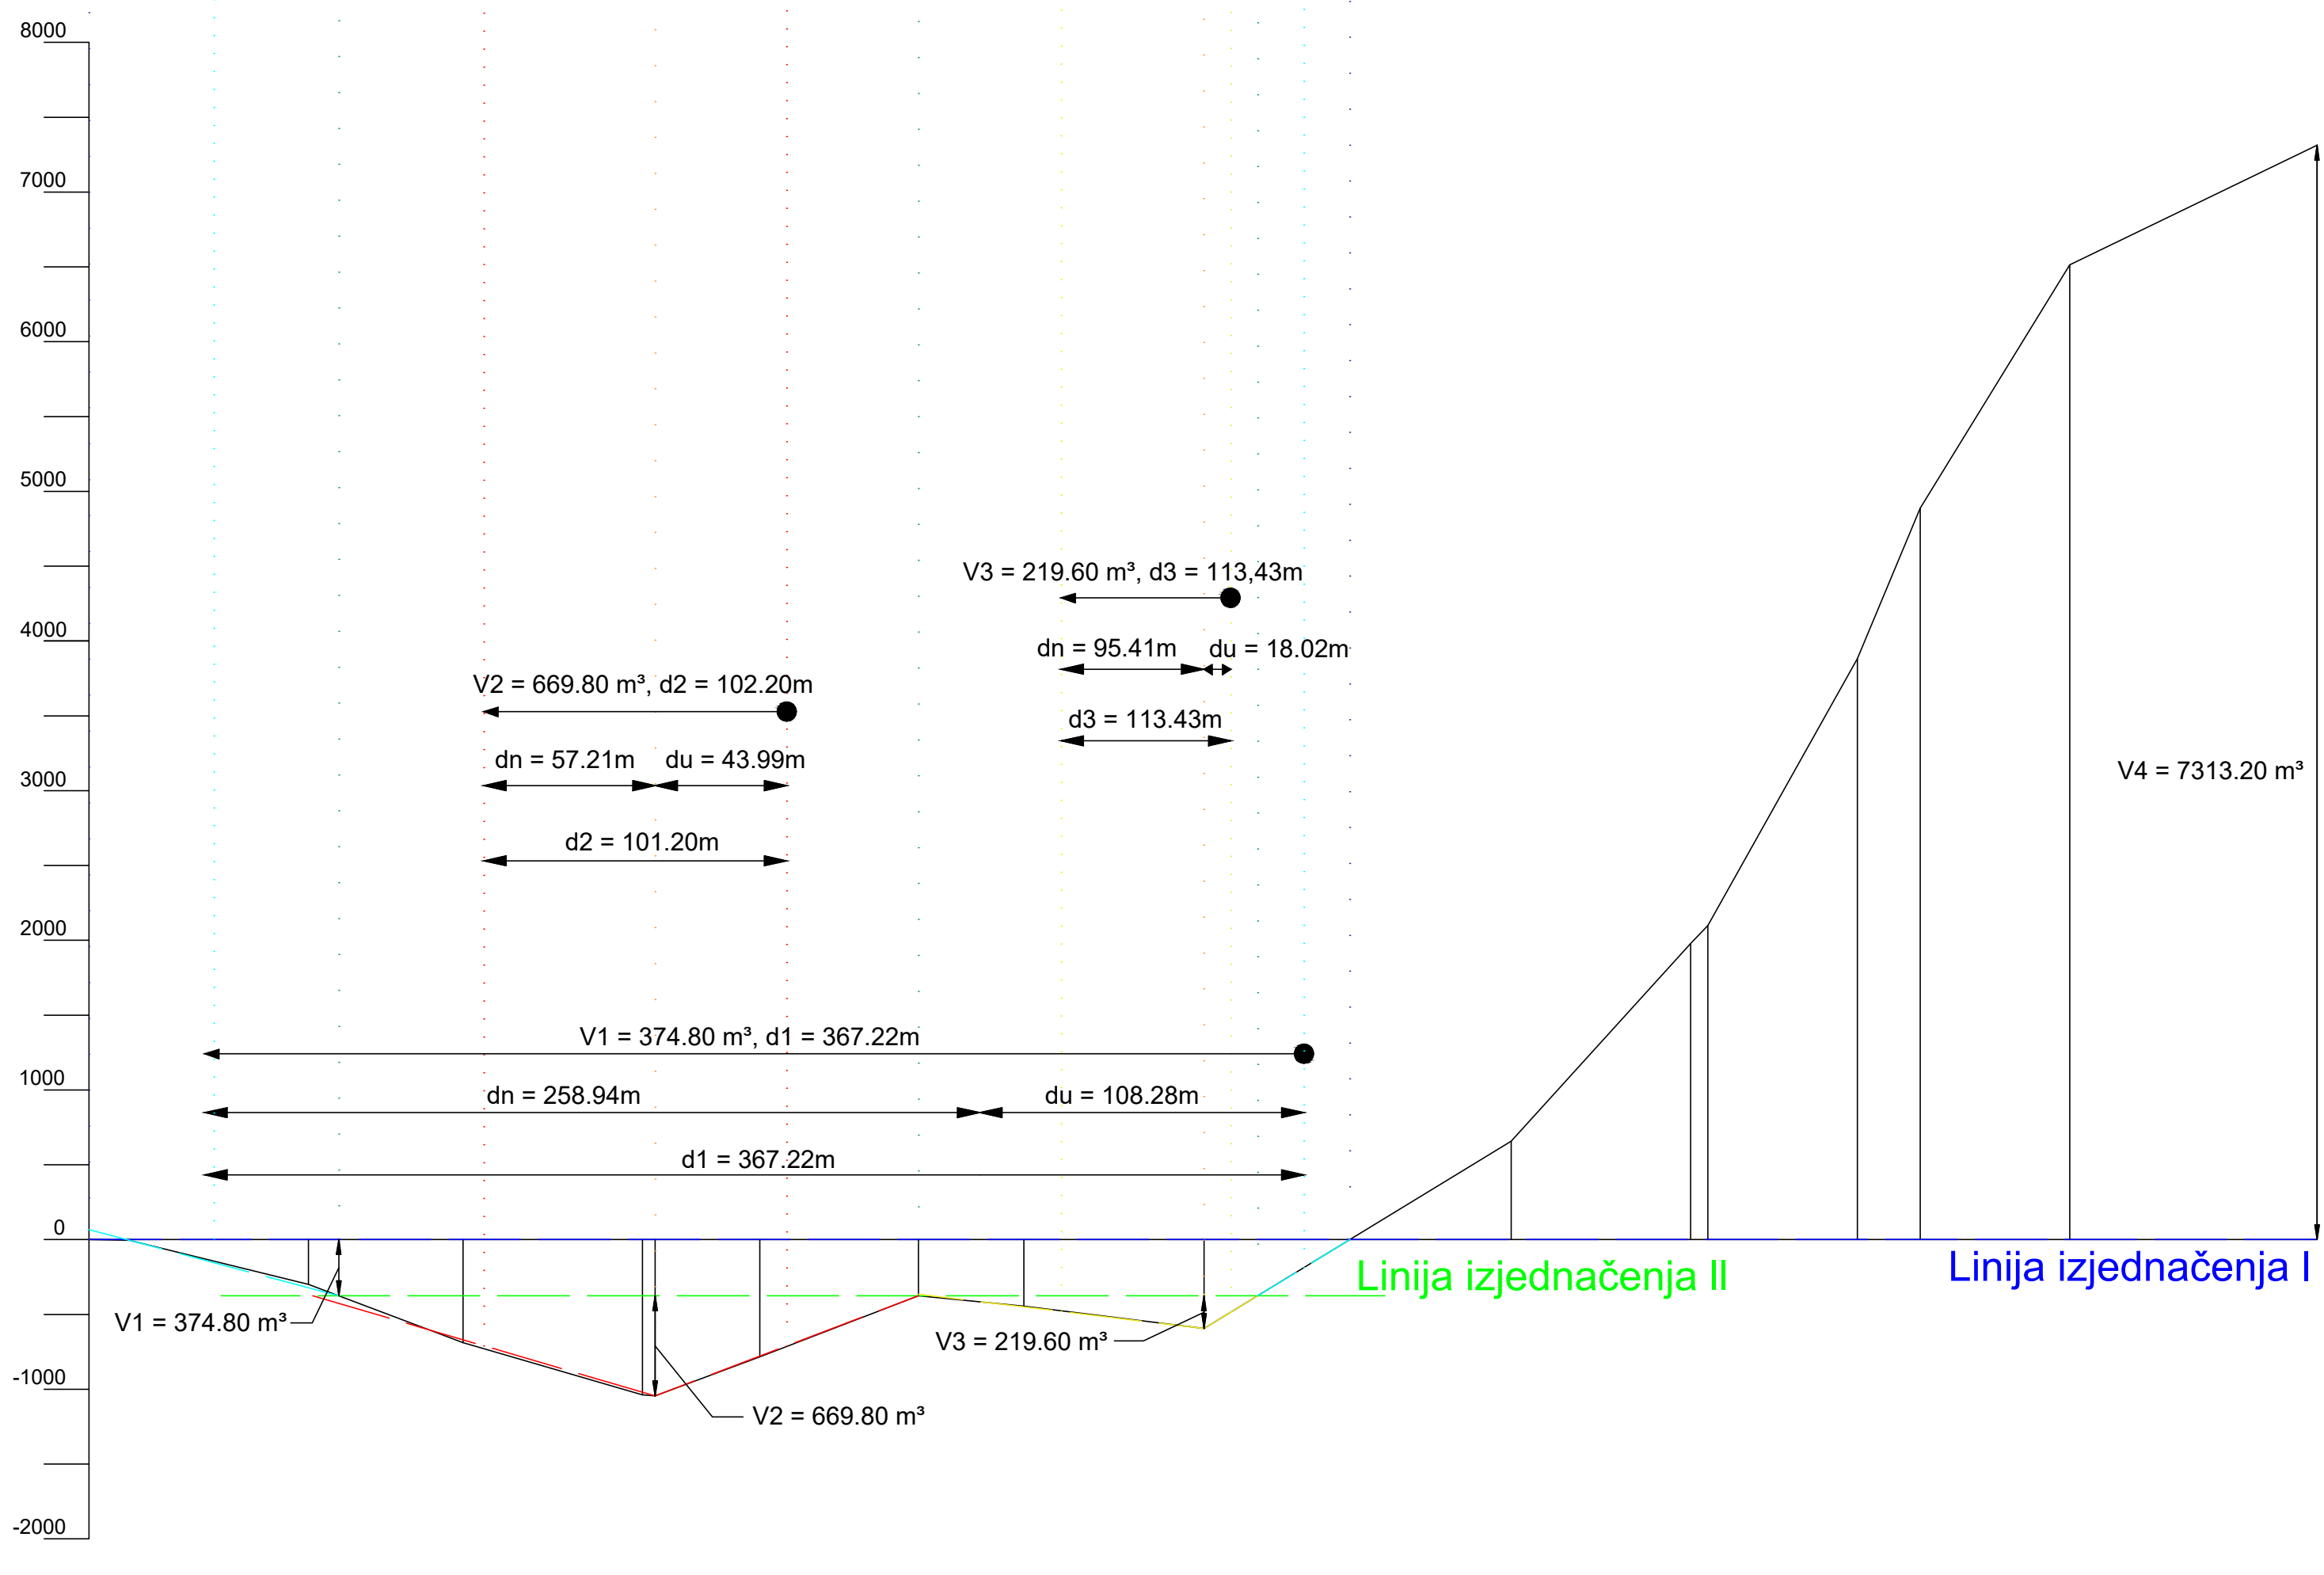 8000
7000
6000
5000
V3 = 219.60 m³, d3 = 113,43m
4000
dn = 95.41m
du = 18.02m
V2 = 669.80 m³, d2 = 102.20m
d3 = 113.43m
dn = 57.21m
du = 43.99m
3000
V4 = 7313.20 m³
d2 = 101.20m
2000
V1 = 374.80 m³, d1 = 367.22m
1000
dn = 258.94m
du = 108.28m
d1 = 367.22m
0
Linija izjednačenja II
Linija izjednačenja I
V1 = 374.80 m³
V3 = 219.60 m³
-1000
V2 = 669.80 m³
-2000